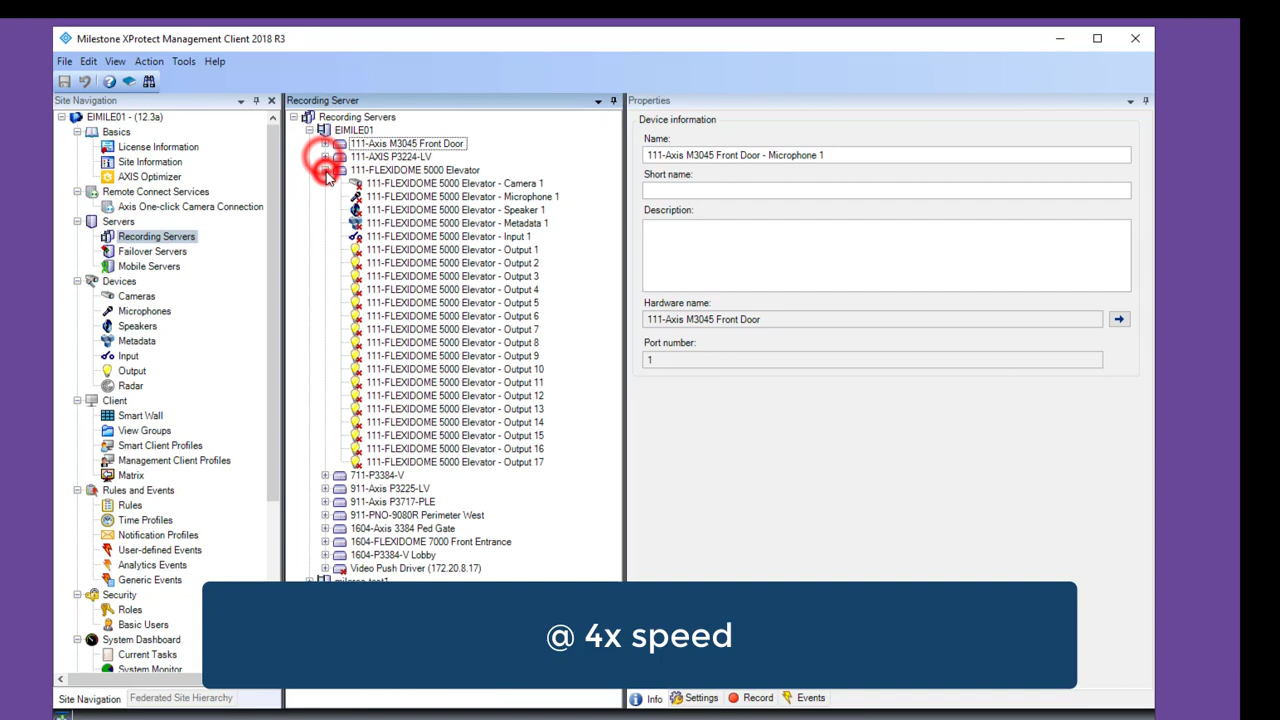 Milestone XProtect Management Client 2018 R3
File Edit View Action Tools Help
Site Navigation
EIMILE01 - (12.3a)
Basics
License Information
Site Information
AXIS Optimizer
Remote Connect Services
Axis One-click Camera Connection
Servers
Recording Servers
Failover Servers
Mobile Servers
Devices
Cameras
Microphones
Speakers
Metadata
Input
Output
Radar
Client
Smart Wall
View Groups
Smart Client Profiles
Management Client Profiles
Matrix
Rules and Events
Rules
Time Profiles
Notification Profiles
User-defined Events
Analytics Events
Generic Events
Security
Roles
Basic Users
System Dashboard
Current Tasks
System Monitor
Site Navigation Federated Site Hierarchy
Recording Server
Recording Servers
EIMILE01
111-Axis M3045 Front Door
111-AXIS P3224-LV
111-FLEXIDOME 5000 Elevator
111-FLEXIDOME 5000 Elevator - Camera 1
111-FLEXIDOME 5000 Elevator - Microphone 1
111-FLEXIDOME 5000 Elevator - Speaker 1
111-FLEXIDOME 5000 Elevator - Metadata 1
111-FLEXIDOME 5000 Elevator - Input 1
111-FLEXIDOME 5000 Elevator - Output 1
111-FLEXIDOME 5000 Elevator - Output 2
111-FLEXIDOME 5000 Elevator - Output 3
111-FLEXIDOME 5000 Elevator - Output 4
111-FLEXIDOME 5000 Elevator - Output 5
111-FLEXIDOME 5000 Elevator - Output 6
111-FLEXIDOME 5000 Elevator - Output 7
111-FLEXIDOME 5000 Elevator - Output 8
111-FLEXIDOME 5000 Elevator - Output 9
111-FLEXIDOME 5000 Elevator - Output 10
111-FLEXIDOME 5000 Elevator - Output 11
111-FLEXIDOME 5000 Elevator - Output 12
111-FLEXIDOME 5000 Elevator - Output 13
111-FLEXIDOME 5000 Elevator - Output 14
111-FLEXIDOME 5000 Elevator - Output 15
111-FLEXIDOME 5000 Elevator - Output 16
111-FLEXIDOME 5000 Elevator - Output 17
711-P3384-V
911-Axis P3225-LV
911-Axis P3717-PLE
911-PNO-9080R Perimeter West
1604-Axis 3384 Ped Gate
1604-FLEXIDOME 7000 Front Entrance
1604-P3384-V Lobby
Video Push Driver (172.20.8.17)
Properties
Device information
Name:
111-Axis M3045 Front Door - Microphone 1
Short name:
Description:
Hardware name:
111-Axis M3045 Front Door
Port number:
1
Info Settings Record Events
@ 4x speed